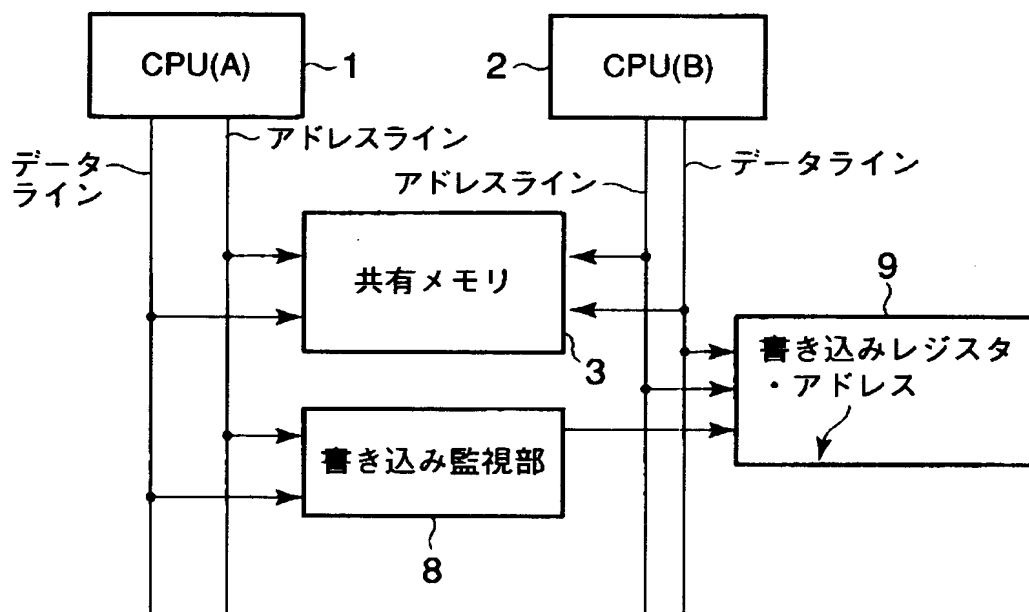 CPU(A)
1
2
CPU(B)
データ
ライン
アドレスライン
アドレスライン
データライン
共有メモリ
3
9
書き込みレジスタ
・アドレス
書き込み監視部
8